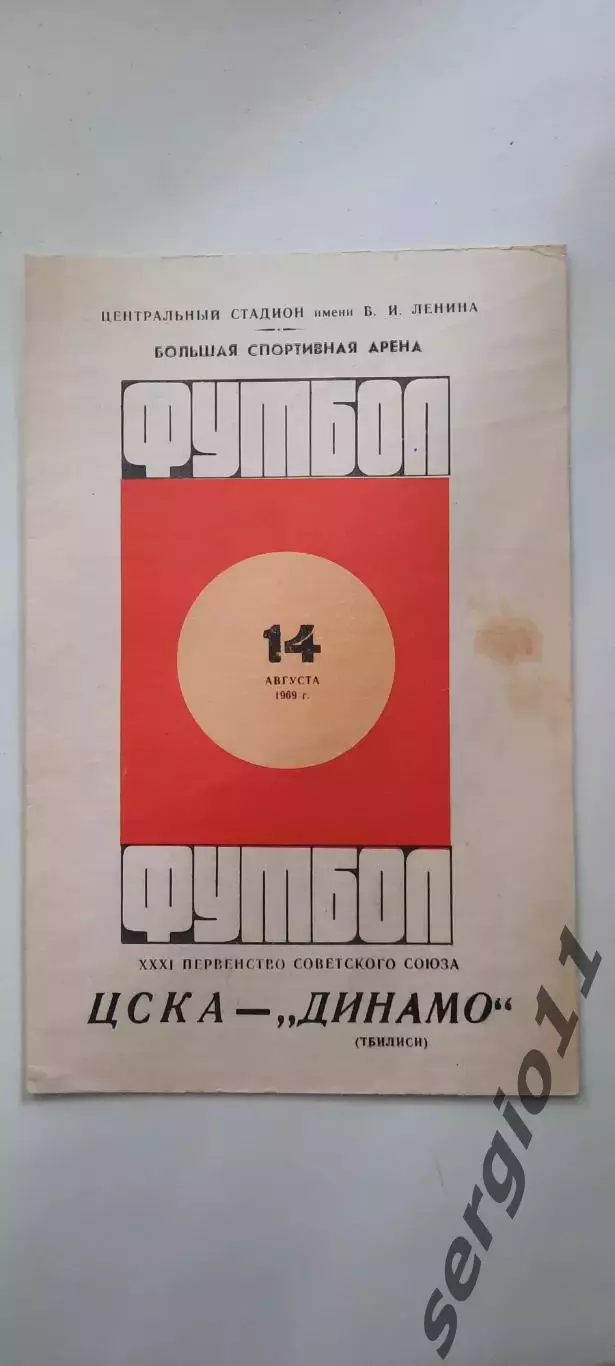 ЦЕНТРАЛЬНЫЙ СТАДИОН имени В. И. ЛЕНИНА
БОЛЬШАЯ СПОРТИВНАЯ АРЕНА
ФУТБОЛ
14
АВГУСТА
1969 г.
ФУТБОЛ
XXXI ПЕРВЕНСТВО СОВЕТСКОГО СОЮЗА
ЦСКА — „ДИНАМО“
(ТБИЛИСИ)
sergio11